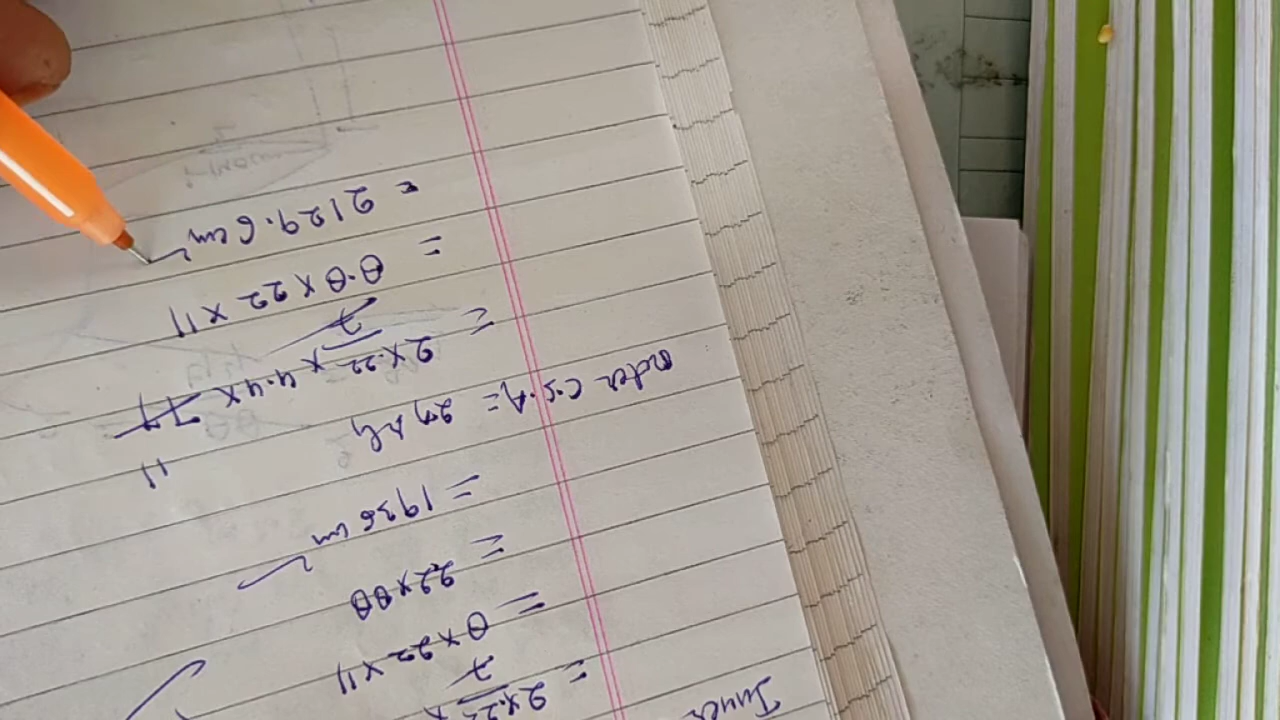 Inner
= 2 x 22/7 x
= 8 x 22 x 11
= 22 x 88
= 1936 cm²
outer C.S.A = 2πrh
= 2 x 22/7 x 4.4 x 77 11
= 8.8 x 22 x 11
= 2129.6 cm²